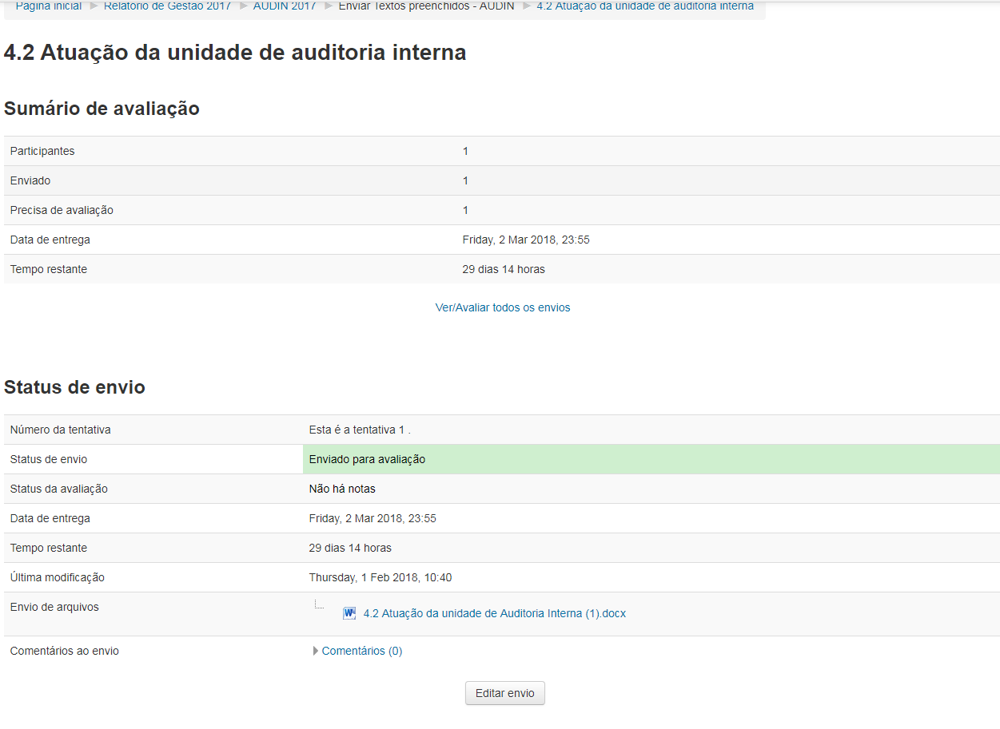 Página inicial ▶ Relatório de Gestão 2017 ▶ AUDIN 2017 ▶ Enviar Textos preenchidos - AUDIN ▶ 4.2 Atuação da unidade de auditoria interna
4.2 Atuação da unidade de auditoria interna
Sumário de avaliação
Participantes 1
Enviado 1
Precisa de avaliação 1
Data de entrega Friday, 2 Mar 2018, 23:55
Tempo restante 29 dias 14 horas
Ver/Avaliar todos os envios
Status de envio
Número da tentativa Esta é a tentativa 1 .
Status de envio Enviado para avaliação
Status da avaliação Não há notas
Data de entrega Friday, 2 Mar 2018, 23:55
Tempo restante 29 dias 14 horas
Última modificação Thursday, 1 Feb 2018, 10:40
Envio de arquivos
4.2 Atuação da unidade de Auditoria Interna (1).docx
Comentários ao envio Comentários (0)
Editar envio